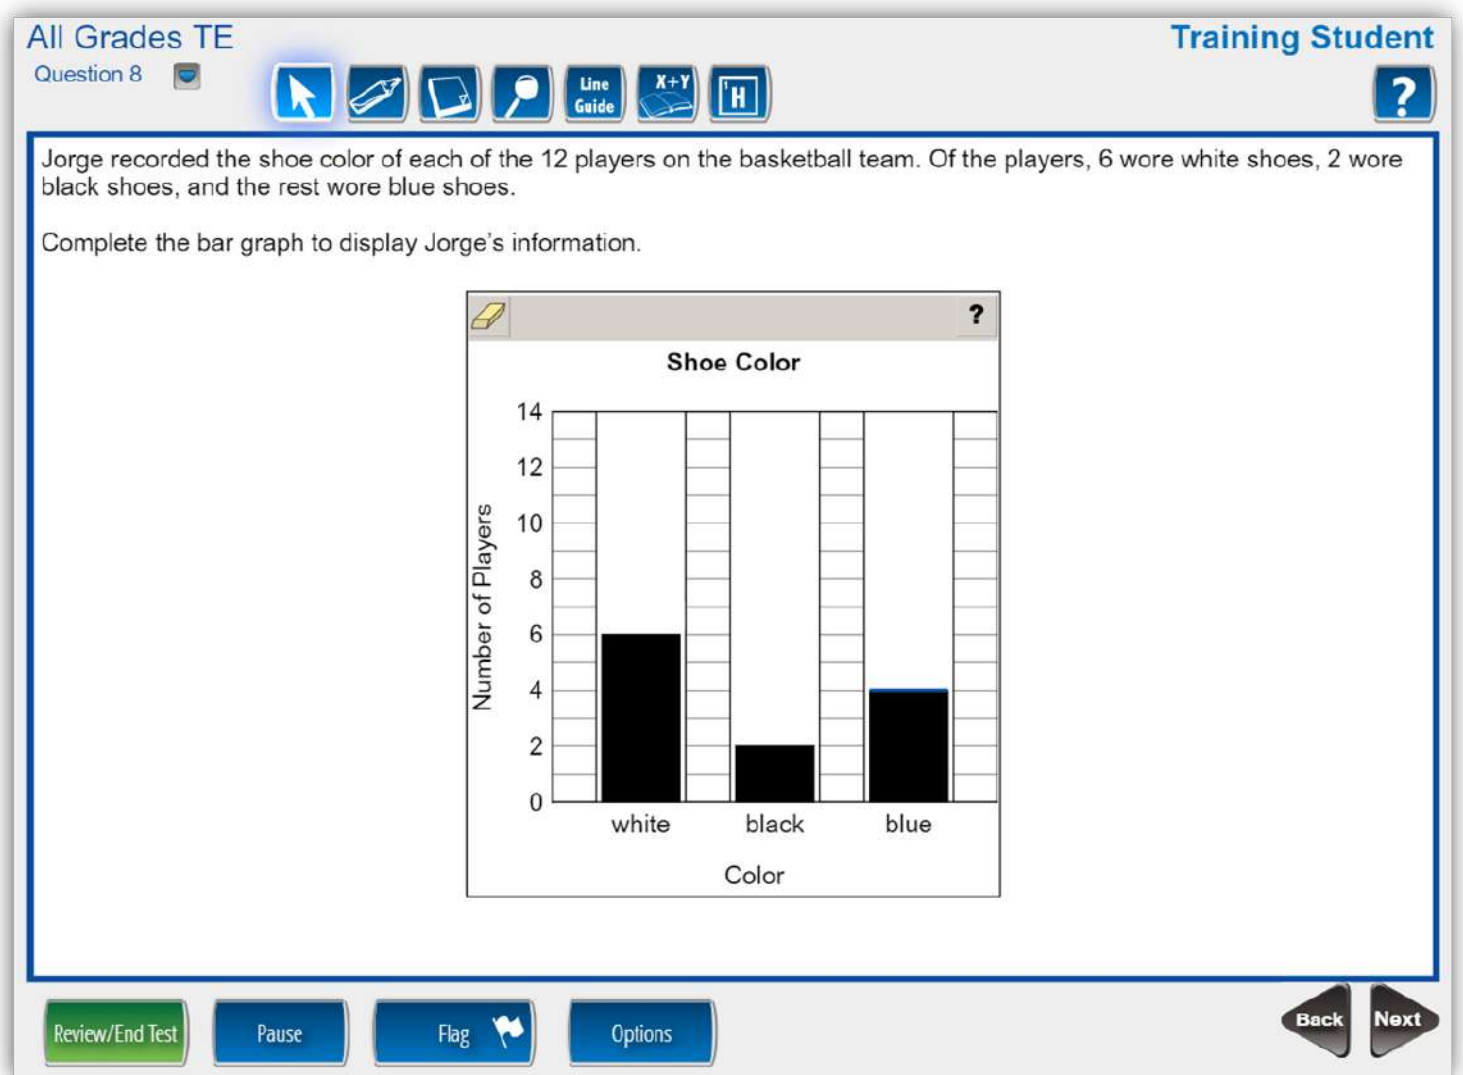 All Grades TE
Training Student
Question 8
Line
Guide
X+Y
H
?
Jorge recorded the shoe color of each of the 12 players on the basketball team. Of the players, 6 wore white shoes, 2 wore
black shoes, and the rest wore blue shoes.
Complete the bar graph to display Jorge's information.
?
Shoe Color
Number of Players
14
12
10
8
6
4
2
0
white black blue
Color
Review/End Test
Pause
Flag
Options
Back
Next